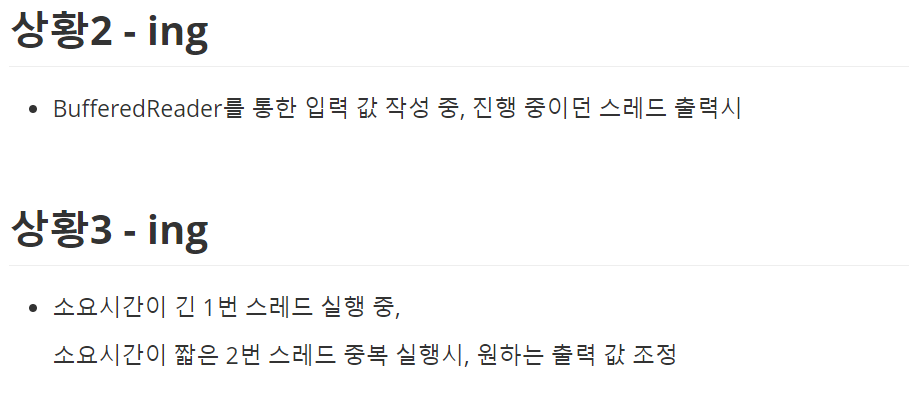 상황2 - ing
BufferedReader를 통한 입력 값 작성 중, 진행 중이던 스레드 출력시
상황3 - ing
소요시간이 긴 1번 스레드 실행 중,
소요시간이 짧은 2번 스레드 중복 실행시, 원하는 출력 값 조정